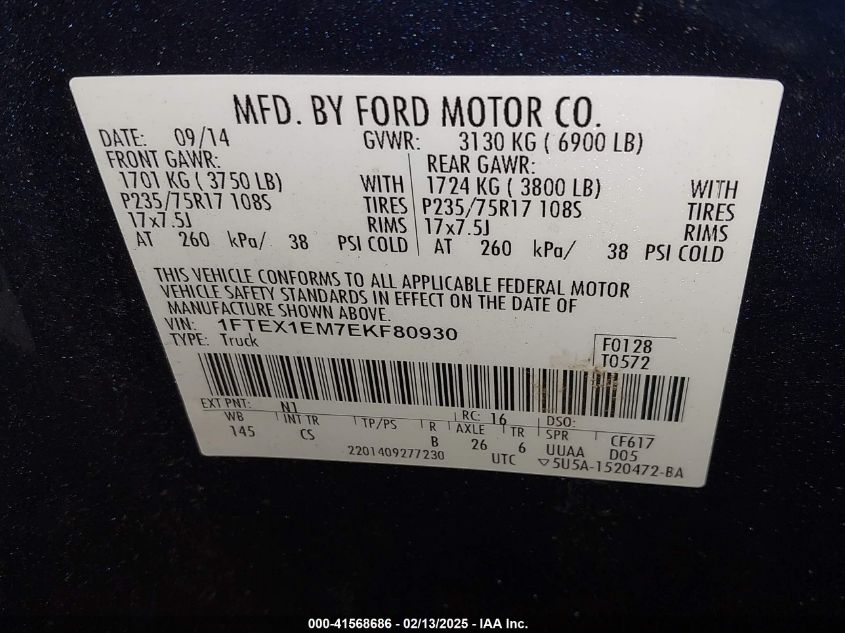 MFD. BY FORD MOTOR CO.
DATE: 09/14 GVWR: 3130 KG ( 6900 LB)
FRONT GAWR: REAR GAWR:
1701 KG ( 3750 LB) WITH 1724 KG ( 3800 LB) WITH
P235/75R17 108S TIRES P235/75R17 108S TIRES
17x7.5J RIMS 17x7.5J RIMS
AT 260 kPa/ 38 PSI COLD AT 260 kPa/ 38 PSI COLD
THIS VEHICLE CONFORMS TO ALL APPLICABLE FEDERAL MOTOR
VEHICLE SAFETY STANDARDS IN EFFECT ON THE DATE OF
MANUFACTURE SHOWN ABOVE.
VIN: 1FTEX1EM7EKF80930
TYPE: Truck
F0128
T0572
EXT PNT: N1 RC: 16 DSO:
WB INT TR TP/PS R AXLE TR SPR CF617
145 CS B 26 6 UUAA D05
2201409277230 UTC ▽5U5A-1520472-BA
000-41568686 - 02/13/2025 - IAA Inc.